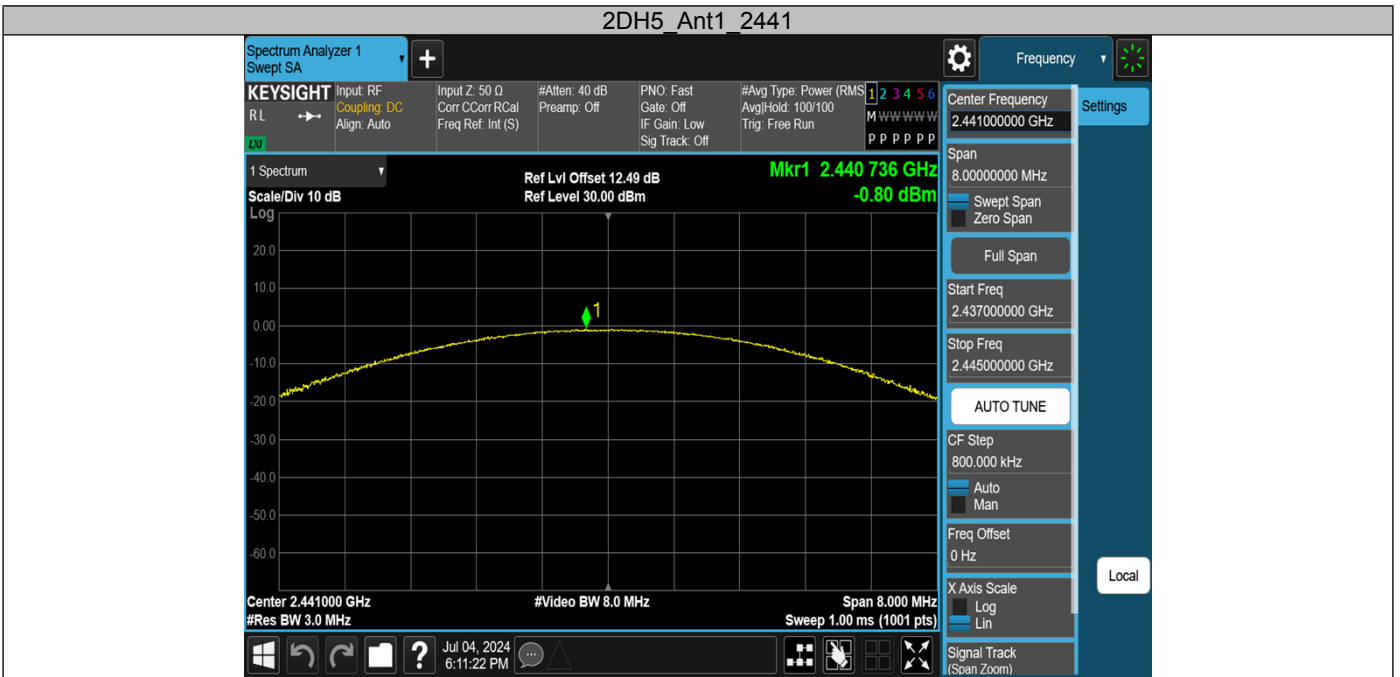 2DH5_Ant1_2441
Spectrum Analyzer 1
Swept SA
+
Frequency
KEYSIGHT
RL
LXI
Input: RF
Coupling: DC
Align: Auto
Input Z: 50 Ω
Corr CCorr RCal
Freq Ref: Int (S)
#Atten: 40 dB
Preamp: Off
PNO: Fast
Gate: Off
IF Gain: Low
Sig Track: Off
#Avg Type: Power (RMS
Avg|Hold: 100/100
Trig: Free Run
1 2 3 4 5 6
M W W W W W
P P P P P P
1 Spectrum
Scale/Div 10 dB
Log
Ref Lvl Offset 12.49 dB
Ref Level 30.00 dBm
Mkr1 2.440 736 GHz
-0.80 dBm
20.0
10.0
0.00
-10.0
-20.0
-30.0
-40.0
-50.0
-60.0
1
Center 2.441000 GHz
#Res BW 3.0 MHz
#Video BW 8.0 MHz
Span 8.000 MHz
Sweep 1.00 ms (1001 pts)
Center Frequency
2.441000000 GHz
Span
8.00000000 MHz
Swept Span
Zero Span
Full Span
Start Freq
2.437000000 GHz
Stop Freq
2.445000000 GHz
AUTO TUNE
CF Step
800.000 kHz
Auto
Man
Freq Offset
0 Hz
X Axis Scale
Log
Lin
Signal Track
(Span Zoom)
Settings
Local
?
Jul 04, 2024
6:11:22 PM